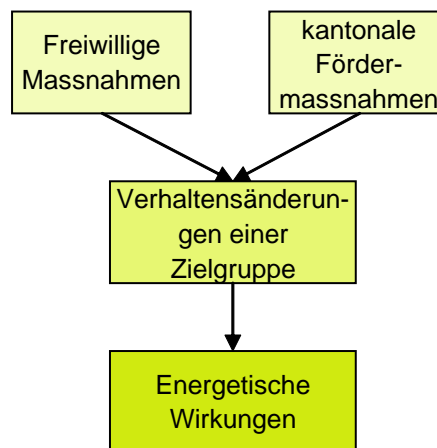 Freiwillige
Massnahmen
kantonale
Förder-
massnahmen
Verhaltensänderun-
gen einer
Zielgruppe
Energetische
Wirkungen